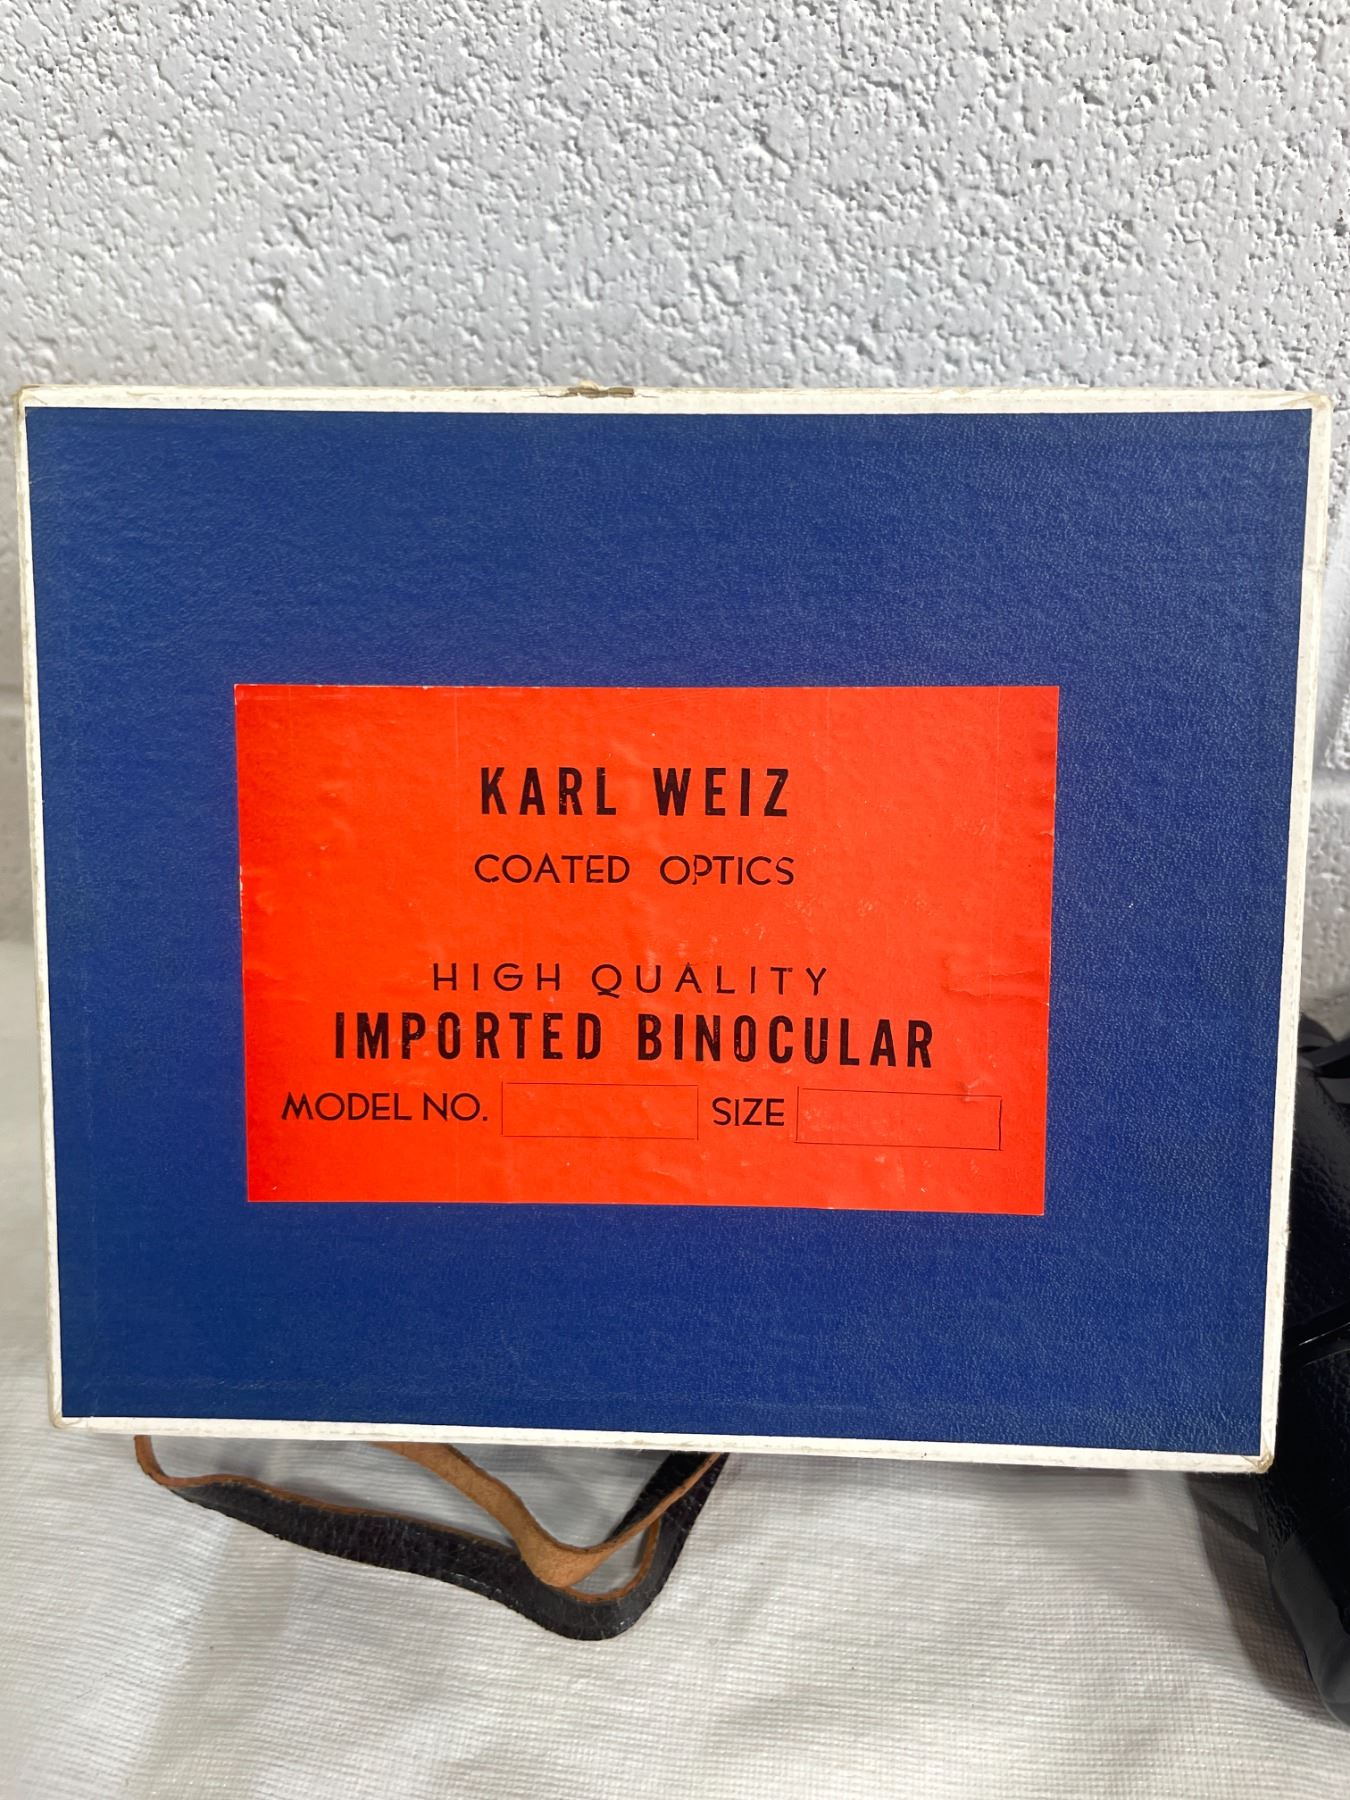 KARL WEIZ
COATED OPTICS
HIGH QUALITY
IMPORTED BINOCULAR
MODEL NO. SIZE